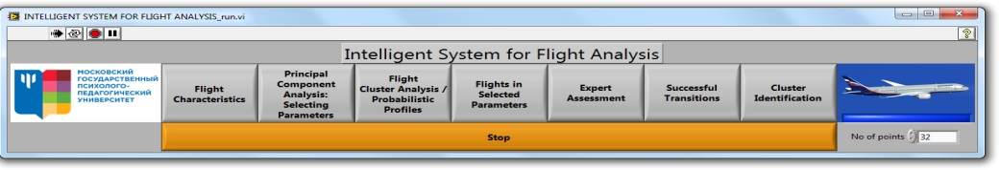 INTELLIGENT SYSTEM FOR FLIGHT ANALYSIS_run.vi
Intelligent System for Flight Analysis
МОСКОВСКИЙ
ГОСУДАРСТВЕННЫЙ
ПСИХОЛОГО-
ПЕДАГОГИЧЕСКИЙ
УНИВЕРСИТЕТ
Flight
Characteristics
Principal
Component
Analysis:
Selecting
Parameters
Flight
Cluster Analysis /
Probabilistic
Profiles
Flights in
Selected
Parameters
Expert
Assessment
Successful
Transitions
Cluster
Identification
Stop
No of points 32